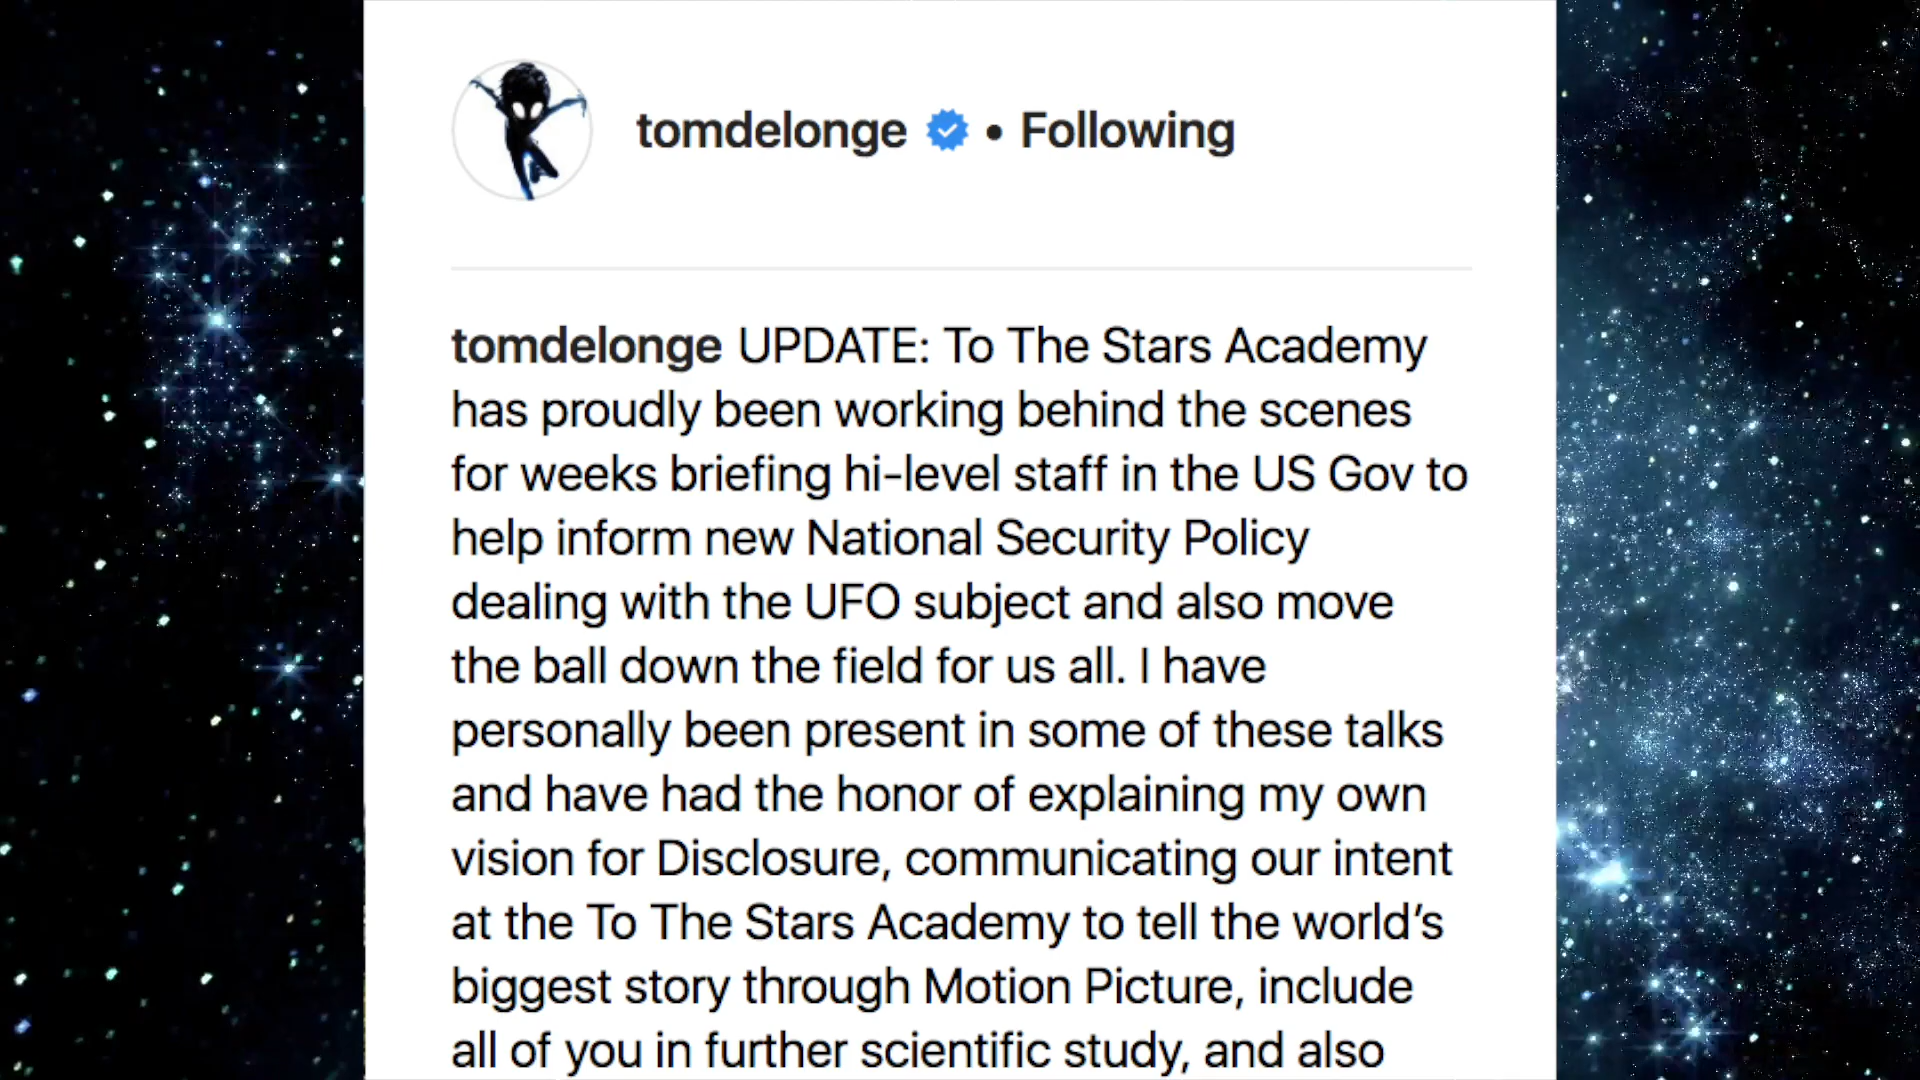 tomdelonge • Following
tomdelonge UPDATE: To The Stars Academy
has proudly been working behind the scenes
for weeks briefing hi-level staff in the US Gov to
help inform new National Security Policy
dealing with the UFO subject and also move
the ball down the field for us all. I have
personally been present in some of these talks
and have had the honor of explaining my own
vision for Disclosure, communicating our intent
at the To The Stars Academy to tell the world’s
biggest story through Motion Picture, include
all of you in further scientific study, and also